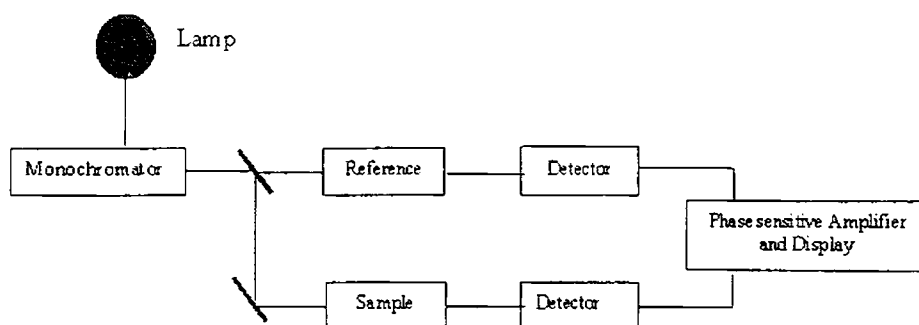 Lamp
Monochromator
Reference
Detector
Phase sensitive Amplifier
and Display
Sample
Detector